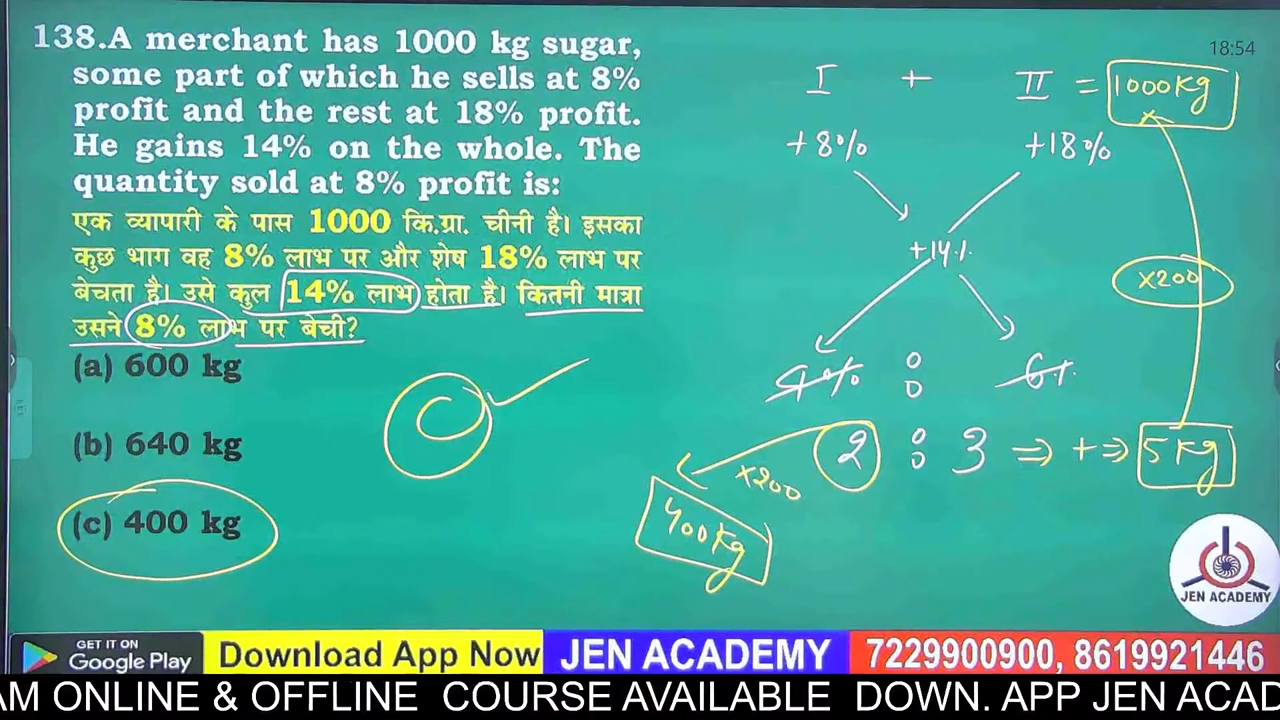 138.A merchant has 1000 kg sugar,
some part of which he sells at 8%
profit and the rest at 18% profit.
He gains 14% on the whole. The
quantity sold at 8% profit is:
एक व्यापारी के पास 1000 कि.ग्रा. चीनी है। इसका
कुछ भाग वह 8% लाभ पर और शेष 18% लाभ पर
बेचता है। उसे कुल 14% लाभ होता है। कितनी मात्रा
उसने 8% लाभ पर बेची?
(a) 600 kg
(b) 640 kg
(c) 400 kg
18:54
I + II = 1000 Kg
+8% +18%
+14%
×200
4% : 6%
2 : 3 ⇒ + ⇒ 5 Kg
×200
400 Kg
C
JEN ACADEMY
GET IT ON
Google Play
Download App Now
JEN ACADEMY
7229900900, 8619921446
AM ONLINE & OFFLINE COURSE AVAILABLE DOWN. APP JEN ACAD